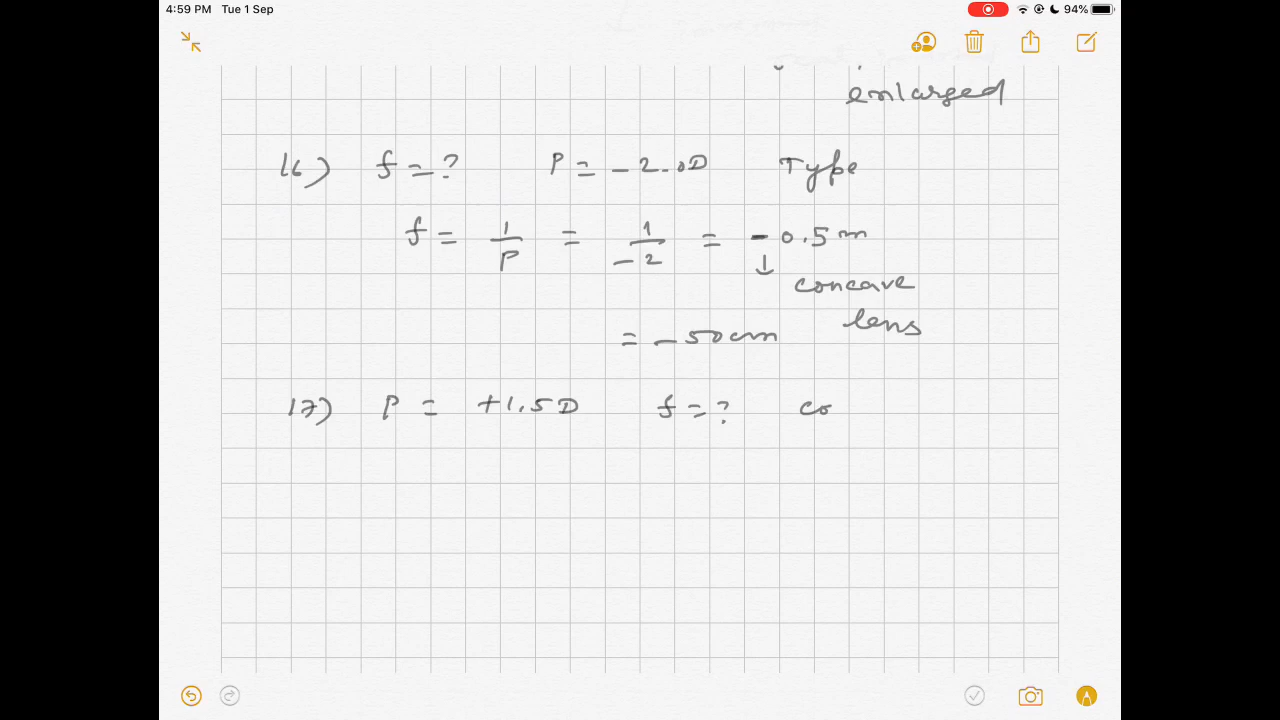 4:59 PM Tue 1 Sep 94%
enlarged
16) f = ? P = -2.0D Type
f = 1/P = 1/-2 = -0.5m
↓
concave
lens
= -50cm
17) P = +1.5D f = ? co